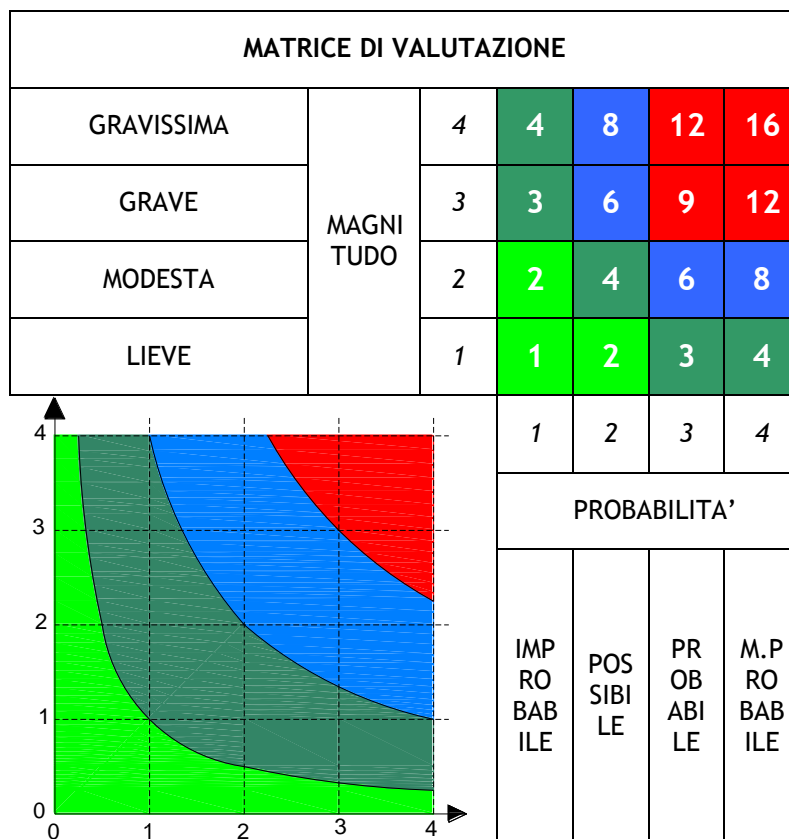 MATRICE DI VALUTAZIONE
GRAVISSIMA
4
4
8
12
16
GRAVE
3
3
6
9
12
MAGNI
TUDO
MODESTA
2
2
4
6
8
LIEVE
1
1
2
3
4
1
2
3
4
PROBABILITA’
IMP
RO
BAB
ILE
POS
SIBI
LE
PR
OB
ABI
LE
M.P
RO
BAB
ILE
4
3
2
1
0
0
1
2
3
4